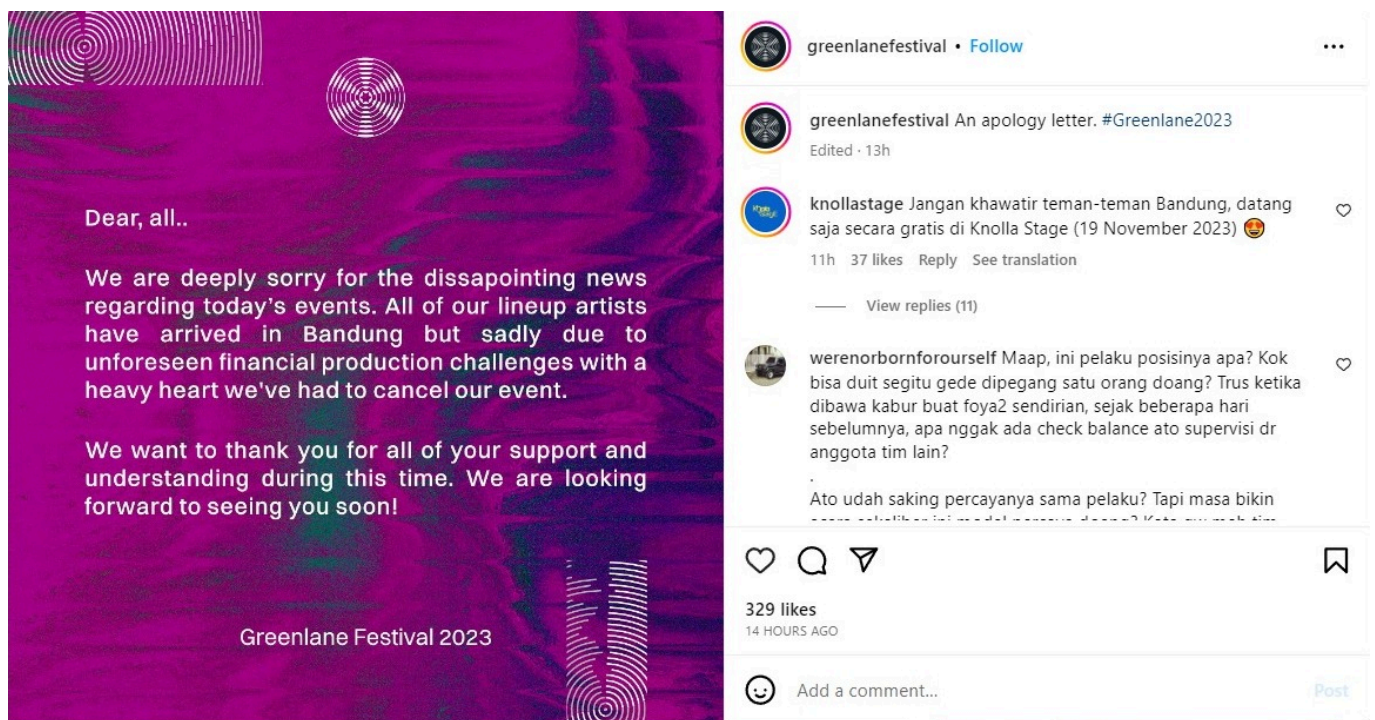 Dear, all..
We are deeply sorry for the dissapointing news
regarding today's events. All of our lineup artists
have arrived in Bandung but sadly due to
unforeseen financial production challenges with a
heavy heart we've had to cancel our event.
We want to thank you for all of your support and
understanding during this time. We are looking
forward to seeing you soon!
Greenlane Festival 2023
greenlanefestival • Follow
greenlanefestival An apology letter. #Greenlane2023
Edited · 13h
knollastage Jangan khawatir teman-teman Bandung, datang
saja secara gratis di Knolla Stage (19 November 2023) 😍
11h 37 likes Reply See translation
View replies (11)
werenorbornforourself Maap, ini pelaku posisinya apa? Kok
bisa duit segitu gede dipegang satu orang doang? Trus ketika
dibawa kabur buat foya2 sendirian, sejak beberapa hari
sebelumnya, apa nggak ada check balance ato supervisi dr
anggota tim lain?
.
Ato udah saking percayanya sama pelaku? Tapi masa bikin
329 likes
14 HOURS AGO
Add a comment...
Post